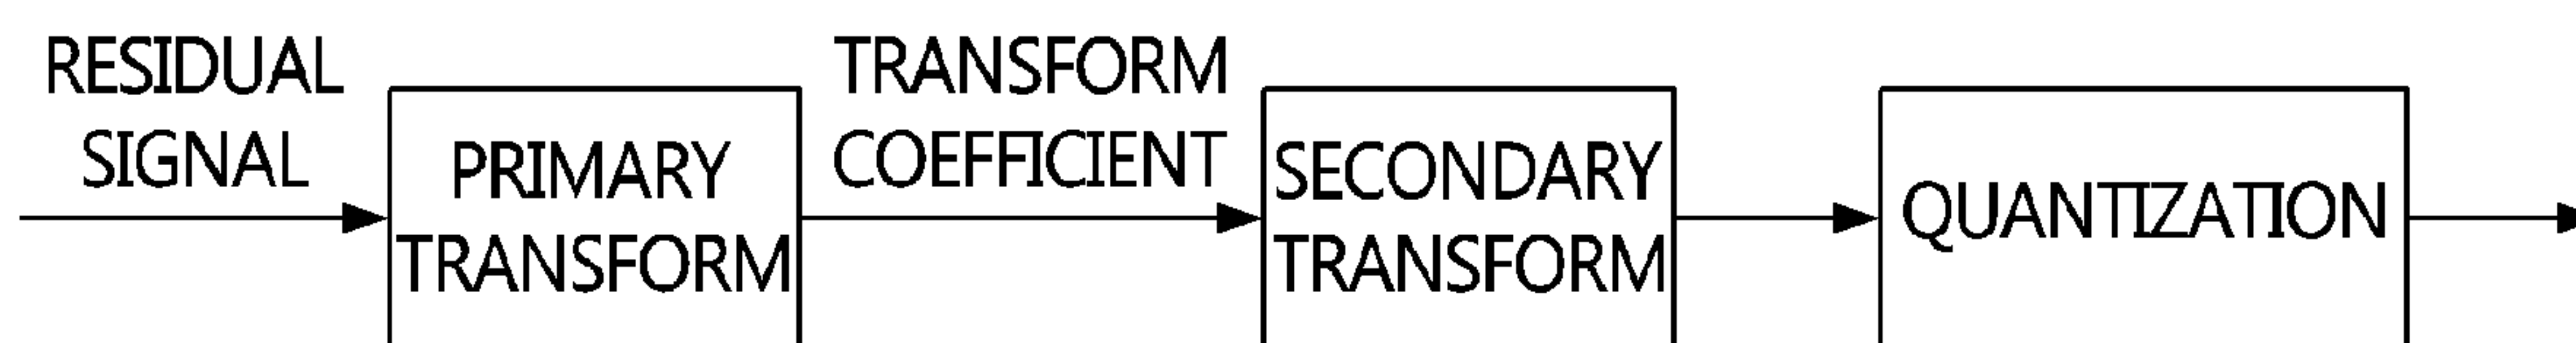 RESIDUAL
SIGNAL
PRIMARY
TRANSFORM
TRANSFORM
COEFFICIENT
SECONDARY
TRANSFORM
QUANTIZATION